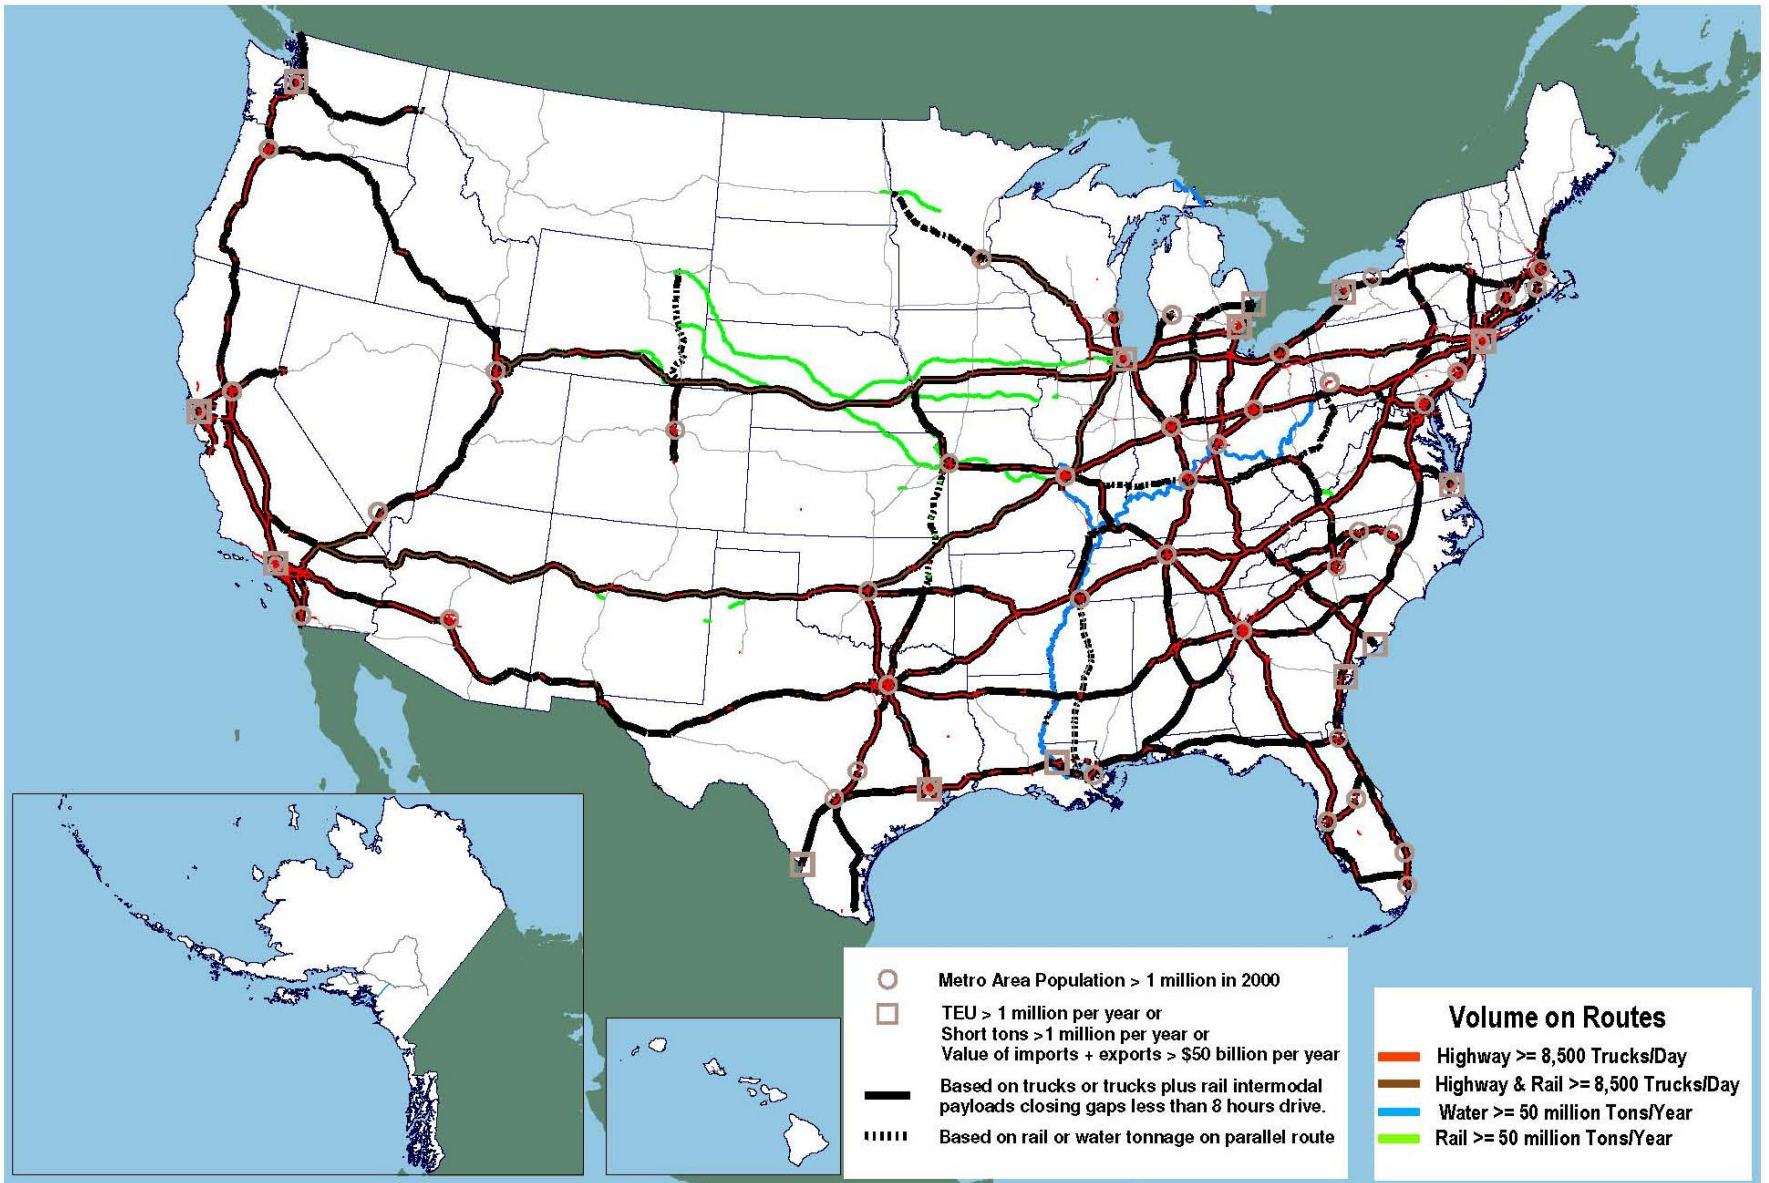 Metro Area Population > 1 million in 2000
TEU > 1 million per year or
Short tons >1 million per year or
Value of imports + exports > $50 billion per year
Based on trucks or trucks plus rail intermodal
payloads closing gaps less than 8 hours drive.
Based on rail or water tonnage on parallel route
Volume on Routes
Highway >= 8,500 Trucks/Day
Highway & Rail >= 8,500 Trucks/Day
Water >= 50 million Tons/Year
Rail >= 50 million Tons/Year